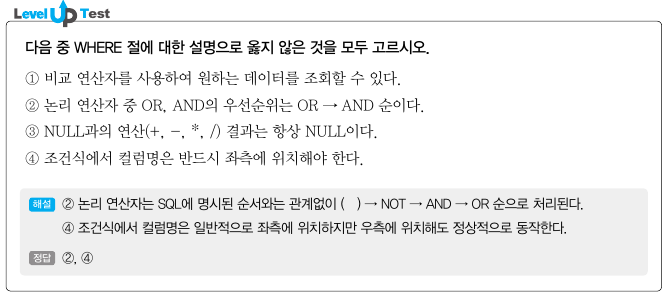 Level Up Test
다음 중 WHERE 절에 대한 설명으로 옳지 않은 것을 모두 고르시오.
① 비교 연산자를 사용하여 원하는 데이터를 조회할 수 있다.
② 논리 연산자 중 OR, AND의 우선순위는 OR → AND 순이다.
③ NULL과의 연산(+, -, *, /) 결과는 항상 NULL이다.
④ 조건식에서 컬럼명은 반드시 좌측에 위치해야 한다.
해설 ② 논리 연산자는 SQL에 명시된 순서와는 관계없이 ( ) → NOT → AND → OR 순으로 처리된다.
④ 조건식에서 컬럼명은 일반적으로 좌측에 위치하지만 우측에 위치해도 정상적으로 동작한다.
정답 ②, ④